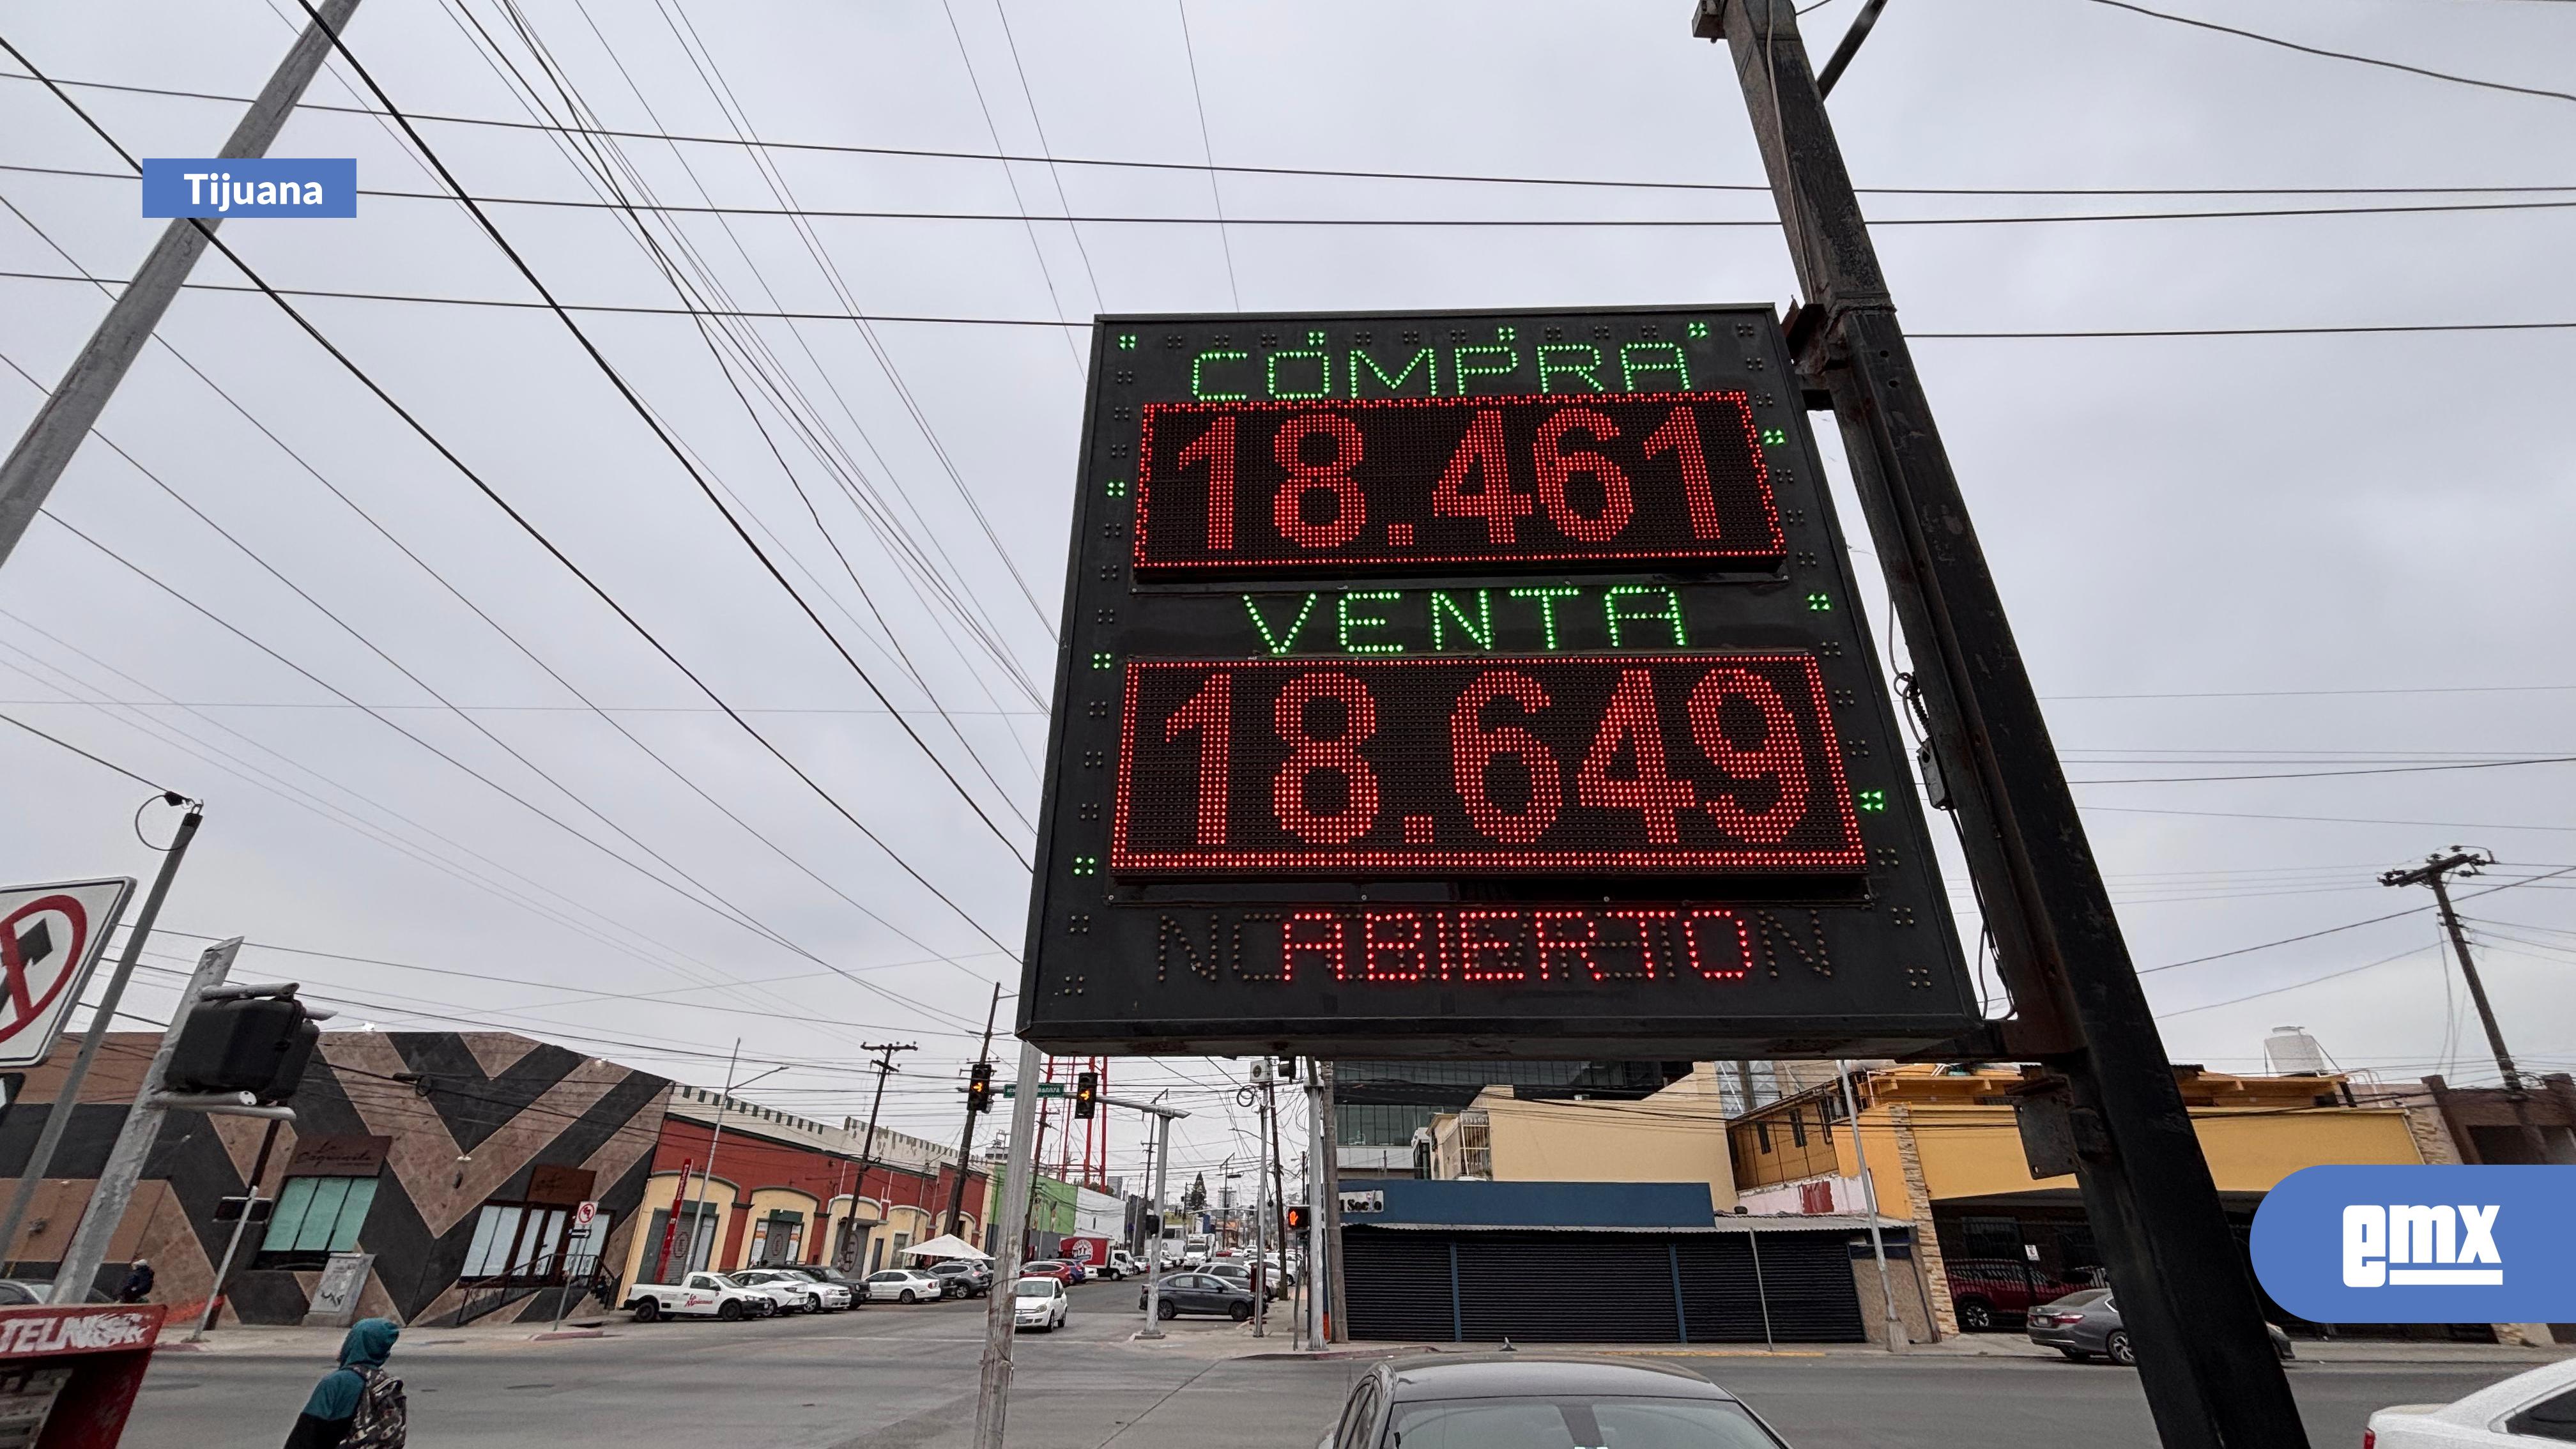 Tijuana
COMPRA
18.461
VENTA
18.649
ABIERTO
emx